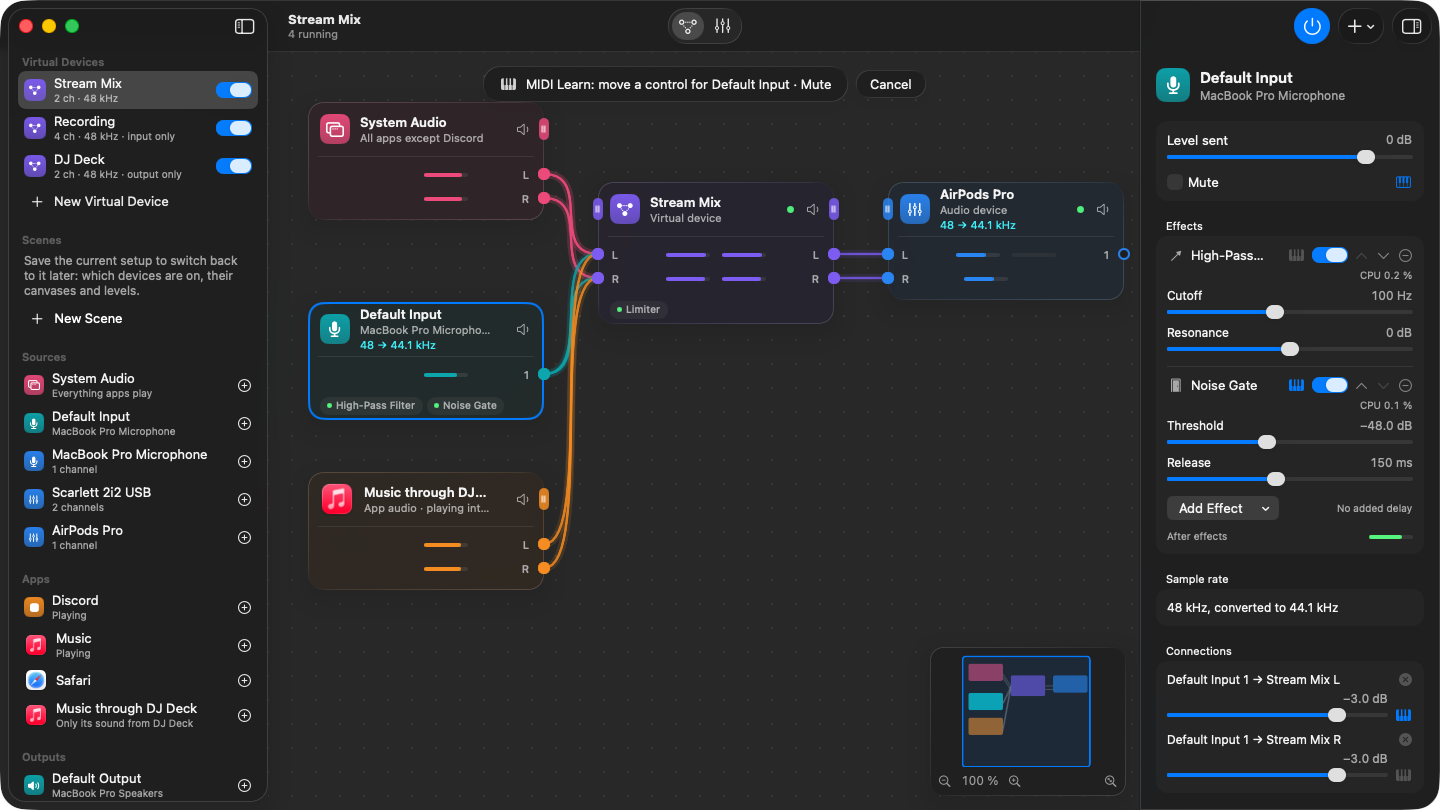 Virtual Devices
Stream Mix
2 ch · 48 kHz
Recording
4 ch · 48 kHz · input only
DJ Deck
2 ch · 48 kHz · output only
New Virtual Device
Scenes
Save the current setup to switch back
to it later: which devices are on, their
canvases and levels.
New Scene
Sources
System Audio
Everything apps play
Default Input
MacBook Pro Microphone
MacBook Pro Microphone
1 channel
Scarlett 2i2 USB
2 channels
AirPods Pro
1 channel
Apps
Discord
Playing
Music
Playing
Safari
Music through DJ Deck
Only its sound from DJ Deck
Outputs
Default Output
MacBook Pro Speakers
Stream Mix
4 running
MIDI Learn: move a control for Default Input · Mute
Cancel
System Audio
All apps except Discord
L
R
Default Input
MacBook Pro Micropho...
48 → 44.1 kHz
1
High-Pass Filter
Noise Gate
Music through DJ...
App audio · playing int...
L
R
Stream Mix
Virtual device
L
L
R
R
Limiter
AirPods Pro
Audio device
48 → 44.1 kHz
L
1
R
100 %
Default Input
MacBook Pro Microphone
Level sent
0 dB
Mute
Effects
High-Pass...
CPU 0.2 %
Cutoff
100 Hz
Resonance
0 dB
Noise Gate
CPU 0.1 %
Threshold
−48.0 dB
Release
150 ms
Add Effect
No added delay
After effects
Sample rate
48 kHz, converted to 44.1 kHz
Connections
Default Input 1 → Stream Mix L
−3.0 dB
Default Input 1 → Stream Mix R
−3.0 dB